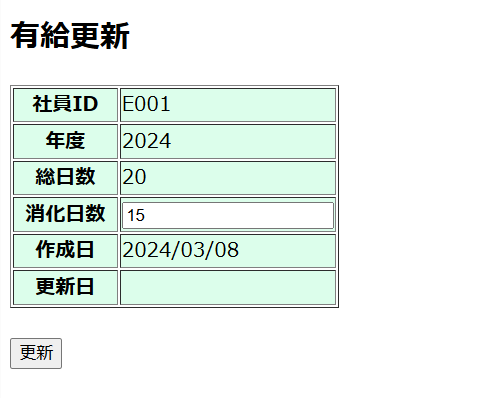 有給更新
社員ID E001
年度 2024
総日数 20
消化日数 15
作成日 2024/03/08
更新日
更新